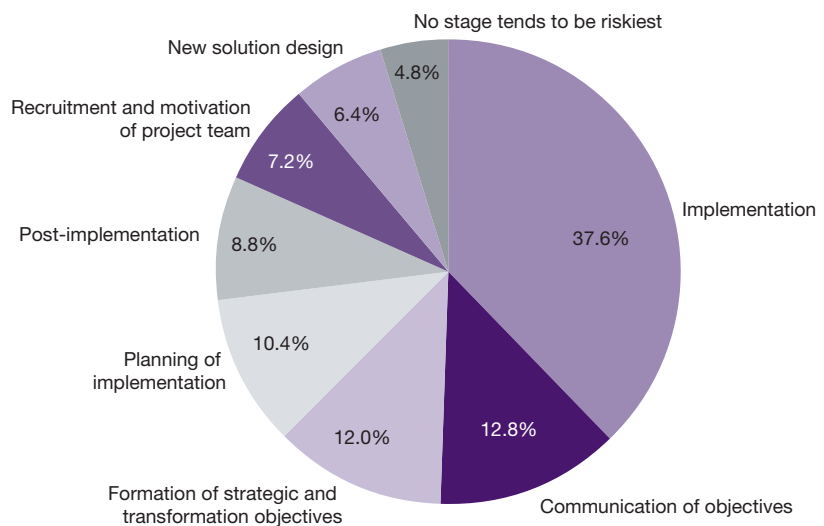 No stage tends to be riskiest
New solution design
4.8%
6.4%
Recruitment and motivation
of project team
7.2%
Implementation
37.6%
Post-implementation
8.8%
Planning of
implementation
10.4%
12.8%
12.0%
Formation of strategic and
transformation objectives
Communication of objectives